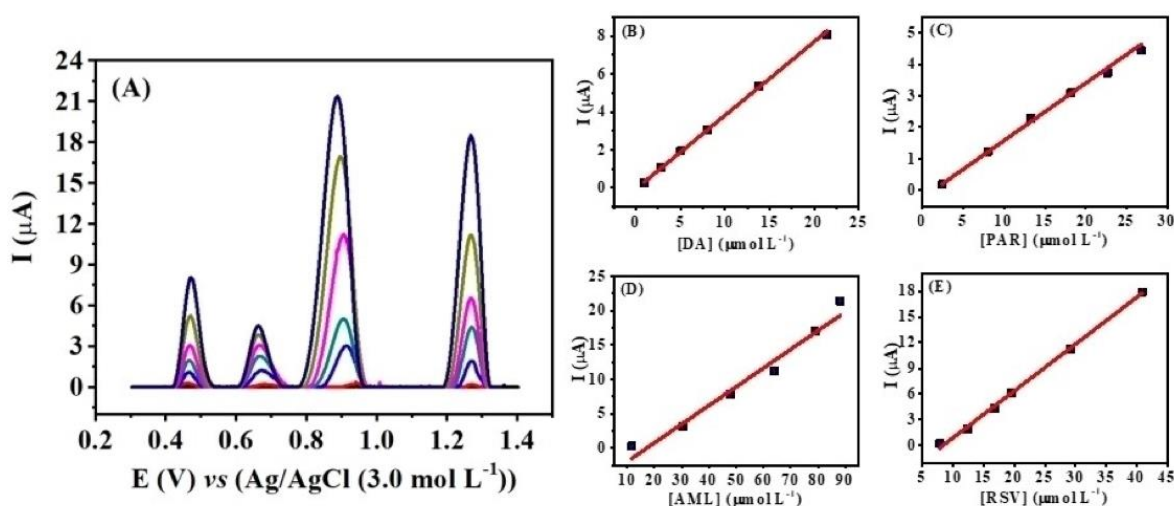 (A)
I (μA)
24
21
18
15
12
9
6
3
0
0.2 0.4 0.6 0.8 1.0 1.2 1.4
E (V) vs (Ag/AgCl (3.0 mol L⁻¹))
(B)
I (μA)
8
6
4
2
0
0 5 10 15 20 25
[DA] (μmol L⁻¹)
(C)
I (μA)
5
4
3
2
1
0
0 5 10 15 20 25 30
[PAR] (μmol L⁻¹)
(D)
I (μA)
25
20
15
10
5
0
10 20 30 40 50 60 70 80 90
[AML] (μmol L⁻¹)
(E)
I (μA)
18
15
12
9
6
3
0
5 10 15 20 25 30 35 40 45
[RSV] (μmol L⁻¹)